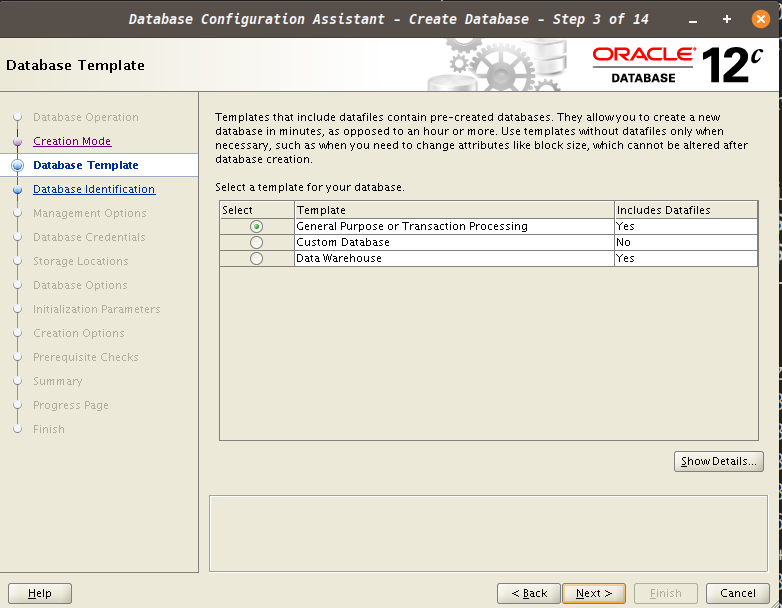 Database Configuration Assistant - Create Database - Step 3 of 14
Database Template
ORACLE
DATABASE
12c
Database Operation
Creation Mode
Database Template
Database Identification
Management Options
Database Credentials
Storage Locations
Database Options
Initialization Parameters
Creation Options
Prerequisite Checks
Summary
Progress Page
Finish
Templates that include datafiles contain pre-created databases. They allow you to create a new
database in minutes, as opposed to an hour or more. Use templates without datafiles only when
necessary, such as when you need to change attributes like block size, which cannot be altered after
database creation.
Select a template for your database.
Select Template Includes Datafiles
General Purpose or Transaction Processing Yes
Custom Database No
Data Warehouse Yes
Show Details...
Help
< Back
Next >
Finish
Cancel